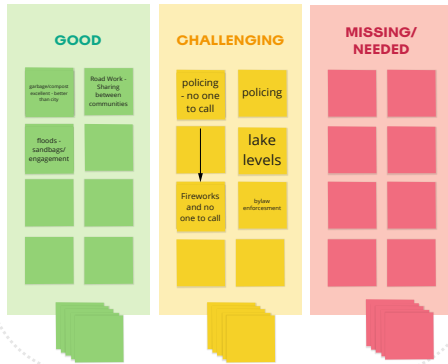 GOOD
garbage/compost
excellent - better
than city
Road Work -
Sharing
between
communities
floods -
sandbags/
engagement
CHALLENGING
policing
- no one
to call
policing
lake
levels
Fireworks
and no
one to call
bylaw
enforcesment
MISSING/
NEEDED